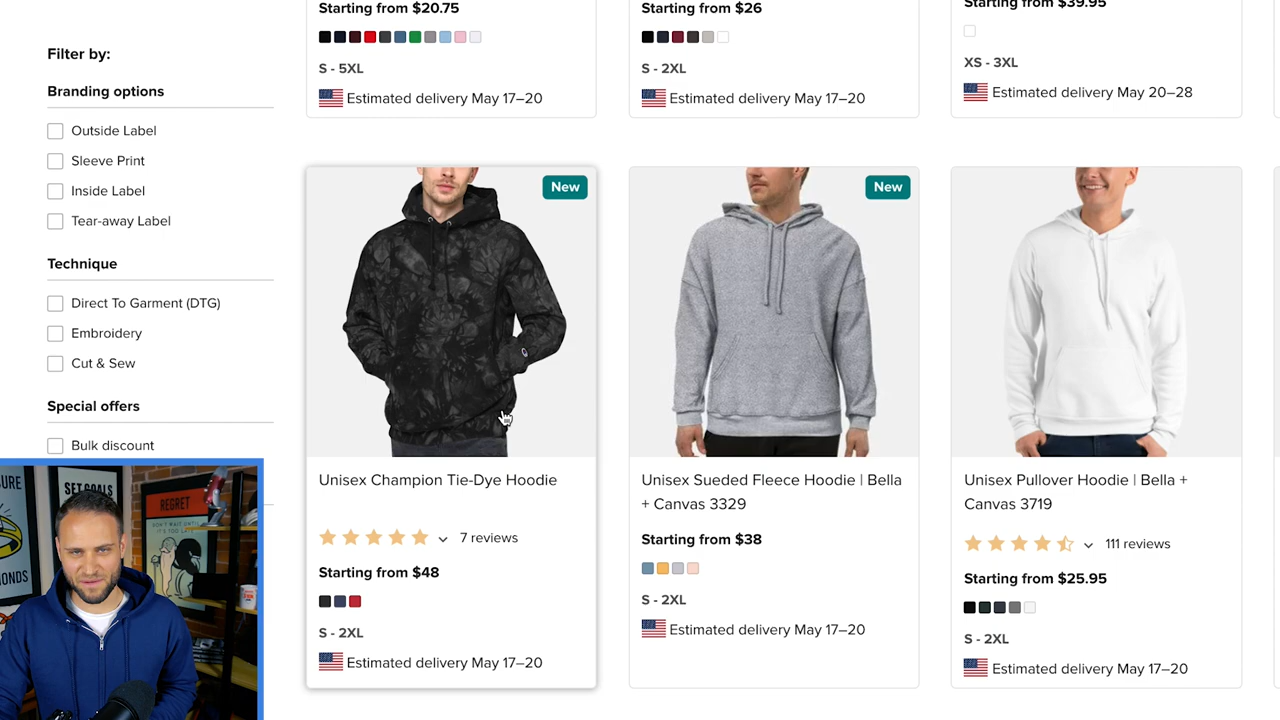 Starting from $20.75
S - 5XL
Estimated delivery May 17–20
Starting from $26
S - 2XL
Estimated delivery May 17–20
Starting from $39.95
XS - 3XL
Estimated delivery May 20–28
Filter by:
Branding options
Outside Label
Sleeve Print
Inside Label
Tear-away Label
Technique
Direct To Garment (DTG)
Embroidery
Cut & Sew
Special offers
Bulk discount
New
Unisex Champion Tie-Dye Hoodie
7 reviews
Starting from $48
S - 2XL
Estimated delivery May 17–20
New
Unisex Sueded Fleece Hoodie | Bella
+ Canvas 3329
Starting from $38
S - 2XL
Estimated delivery May 17–20
Unisex Pullover Hoodie | Bella +
Canvas 3719
111 reviews
Starting from $25.95
S - 2XL
Estimated delivery May 17–20
SET GOALS
REGRET